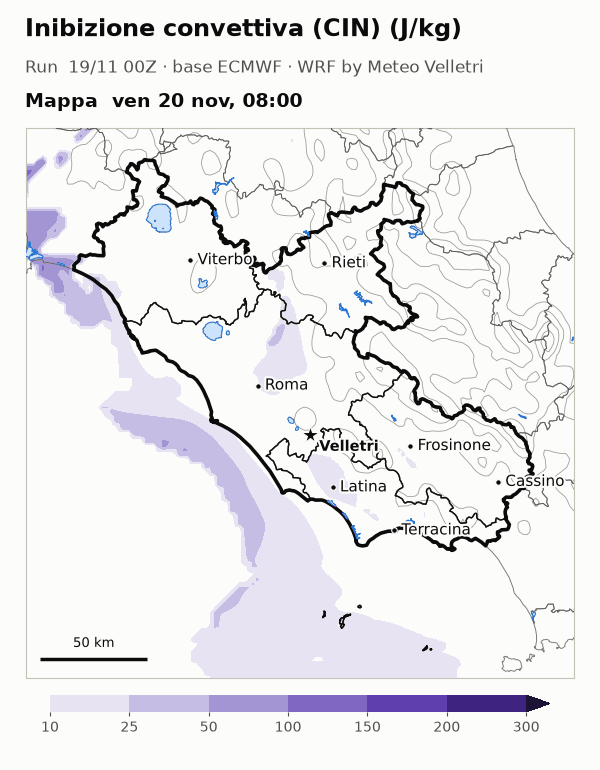 Inibizione convettiva (CIN) (J/kg)
Run  19/11 00Z · base ECMWF · WRF by Meteo Velletri
Mappa  ven 20 nov, 08:00
Viterbo
Rieti
Roma
Velletri
Frosinone
Cassino
Latina
Terracina
50 km
10 25 50 100 150 200 300